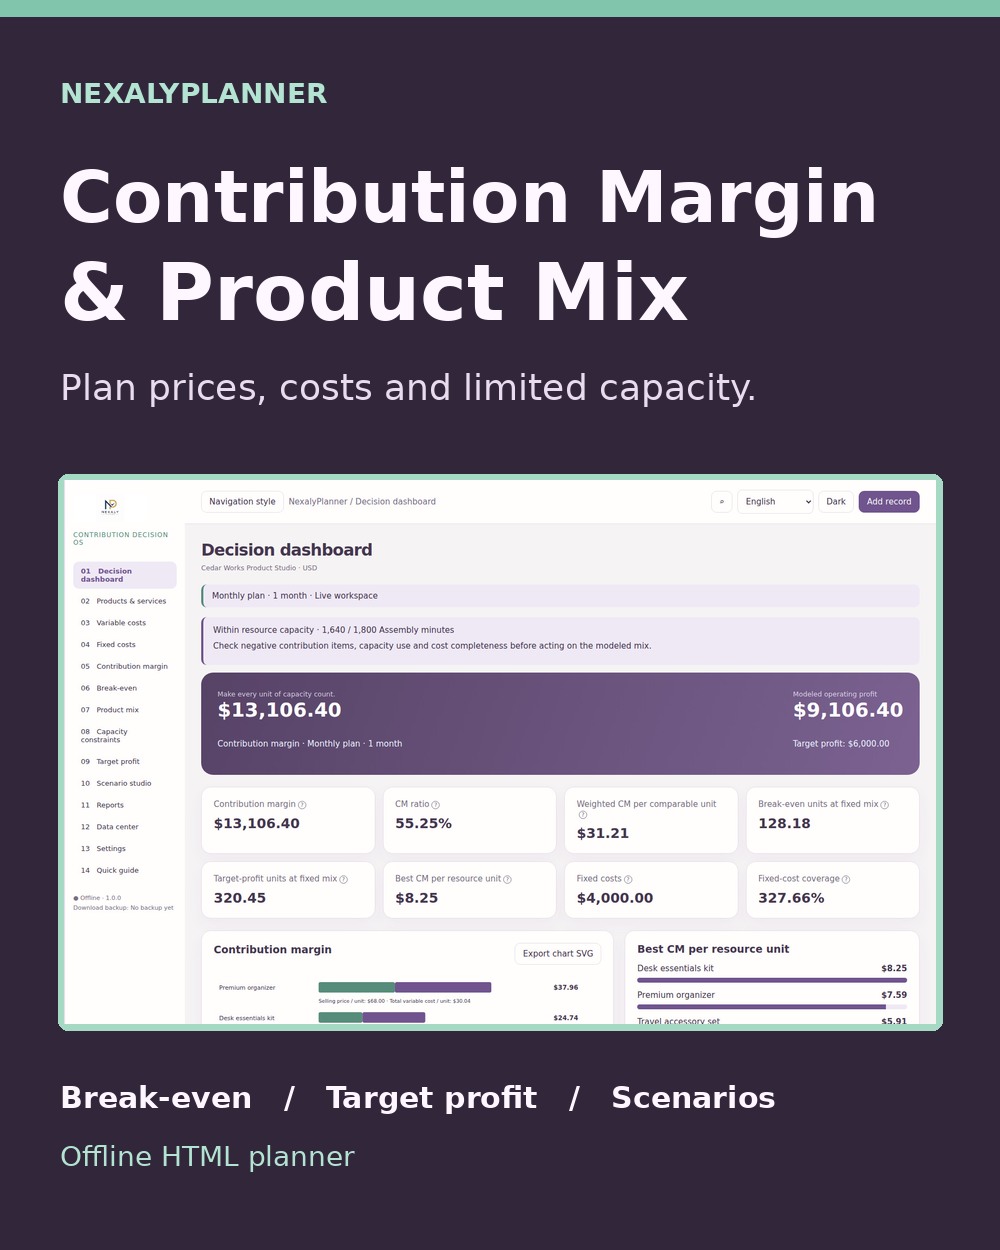 NEXALYPLANNER
Contribution Margin
& Product Mix
Plan prices, costs and limited capacity.
NEXALY
CONTRIBUTION DECISION
OS
01 Decision
dashboard
02 Products & services
03 Variable costs
04 Fixed costs
05 Contribution margin
06 Break-even
07 Product mix
08 Capacity
constraints
09 Target profit
10 Scenario studio
11 Reports
12 Data center
13 Settings
14 Quick guide
● Offline · 1.0.0
Download backup: No backup yet
Navigation style NexalyPlanner / Decision dashboard English Dark Add record
Decision dashboard
Cedar Works Product Studio · USD
Monthly plan · 1 month · Live workspace
Within resource capacity · 1,640 / 1,800 Assembly minutes
Check negative contribution items, capacity use and cost completeness before acting on the modeled mix.
Make every unit of capacity count.
$13,106.40
Contribution margin · Monthly plan · 1 month
Modeled operating profit
$9,106.40
Target profit: $6,000.00
Contribution margin ?
$13,106.40
CM ratio ?
55.25%
Weighted CM per comparable unit
?
$31.21
Break-even units at fixed mix ?
128.18
Target-profit units at fixed mix ?
320.45
Best CM per resource unit ?
$8.25
Fixed costs ?
$4,000.00
Fixed-cost coverage ?
327.66%
Contribution margin
Export chart SVG
Premium organizer $37.96
Selling price / unit: $68.00 · Total variable cost / unit: $30.04
Desk essentials kit $24.74
Best CM per resource unit
Desk essentials kit $8.25
Premium organizer $7.59
Travel accessory set $5.91
Break-even / Target profit / Scenarios
Offline HTML planner